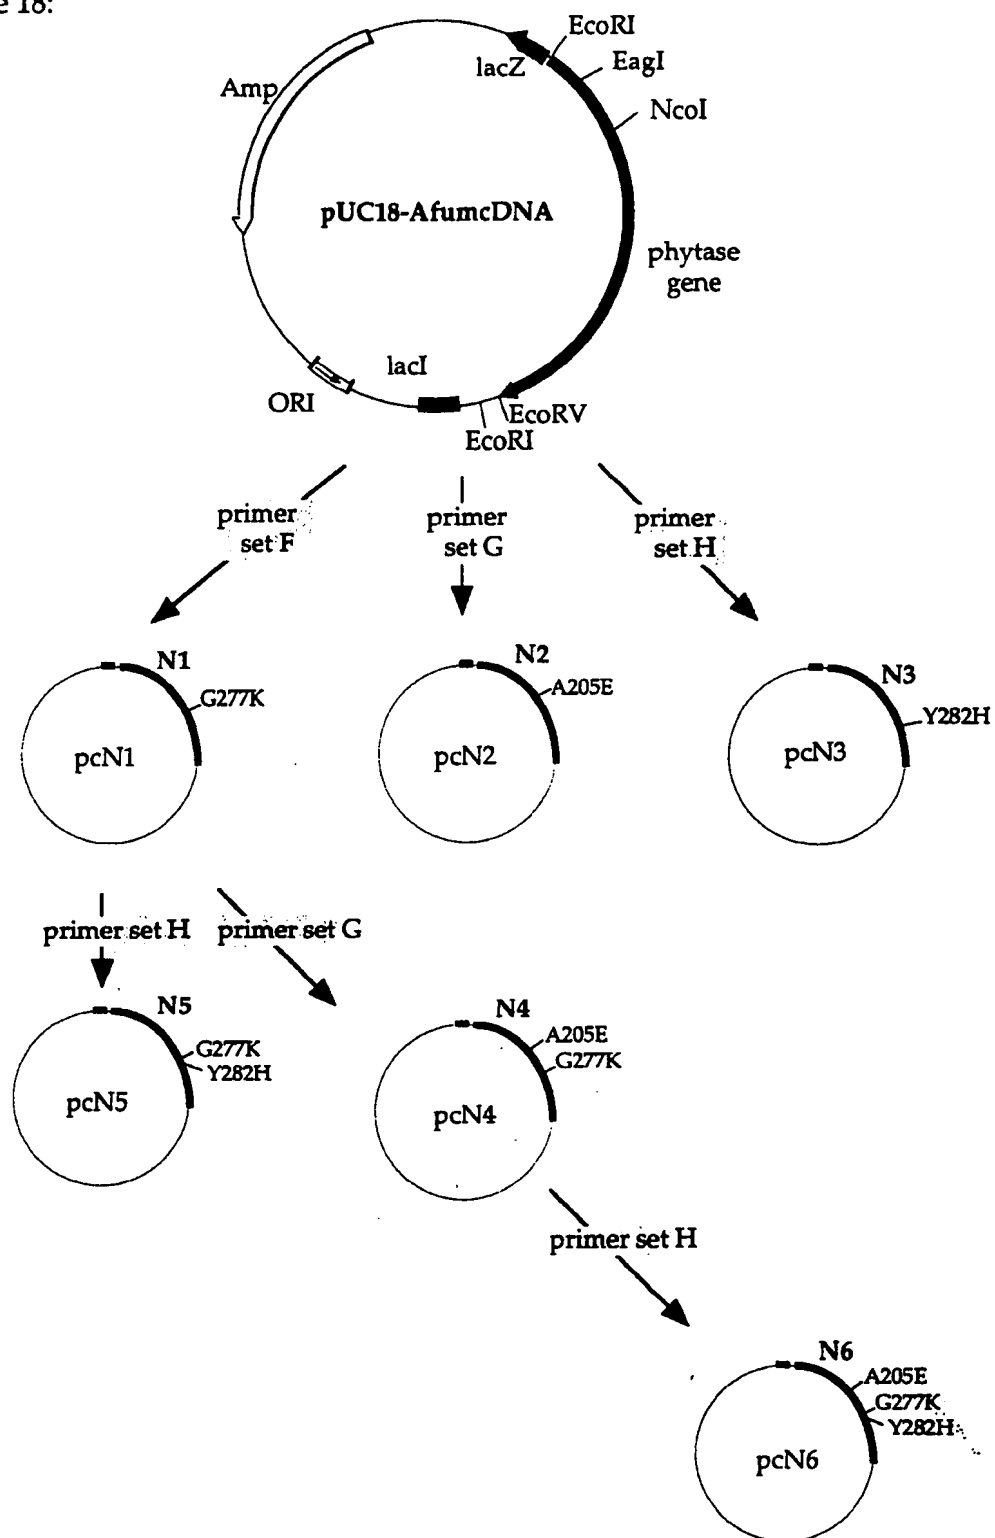 e 18:
EcoRI
lacZ
EagI
Amp
NcoI
pUC18-AfumcDNA
phytase
gene
lacI
ORI
EcoRV
EcoRI
primer
set F
primer
set G
primer
set H
N1
G277K
pcN1
N2
A205E
pcN2
N3
Y282H
pcN3
primer set H
primer set G
N5
G277K
Y282H
pcN5
N4
A205E
G277K
pcN4
primer set H
N6
A205E
G277K
Y282H
pcN6